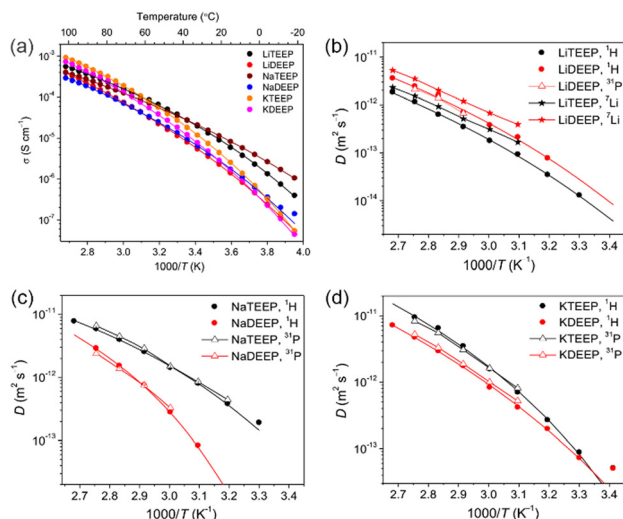 Temperature (°C)
100 80 60 40 20 0 -20
(a)
LiTEEP
LiDEEP
NaTEEP
NaDEEP
KTEEP
KDEEP
σ (S cm⁻¹)
10⁻³
10⁻⁴
10⁻⁵
10⁻⁶
10⁻⁷
2.6 2.8 3.0 3.2 3.4 3.6 3.8 4.0
1000/T (K)
(b)
LiTEEP, ¹H
LiDEEP, ¹H
LiDEEP, ³¹P
LiTEEP, ⁷Li
LiDEEP, ⁷Li
D (m² s⁻¹)
10⁻¹¹
10⁻¹²
10⁻¹³
10⁻¹⁴
2.7 2.8 2.9 3.0 3.1 3.2 3.3 3.4
1000/T (K⁻¹)
(c)
NaTEEP, ¹H
NaDEEP, ¹H
NaTEEP, ³¹P
NaDEEP, ³¹P
D (m² s⁻¹)
10⁻¹¹
10⁻¹²
10⁻¹³
2.7 2.8 2.9 3.0 3.1 3.2 3.3 3.4
1000/T (K⁻¹)
(d)
KTEEP, ¹H
KDEEP, ¹H
KTEEP, ³¹P
KDEEP, ³¹P
D (m² s⁻¹)
10⁻¹¹
10⁻¹²
10⁻¹³
2.7 2.8 2.9 3.0 3.1 3.2 3.3 3.4
1000/T (K⁻¹)